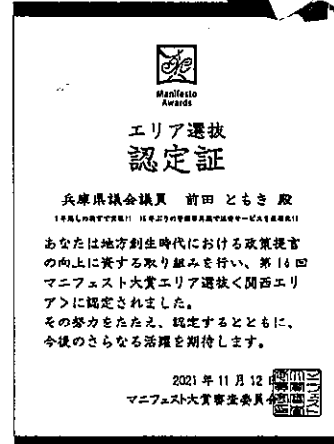 Manifesto
Awards
エリア選抜
認定証
兵庫県議会議員 前田 ともき 殿
あなたは地方創生時代における政策提言
の向上に資する取り組みを行い、第16回
マニフェスト大賞エリア選抜<関西エリ
ア>に認定されました。
その努力をたたえ、認定するとともに、
今後のさらなる活躍を期待します。
2021年11月12日
マニフェスト大賞審査委員会